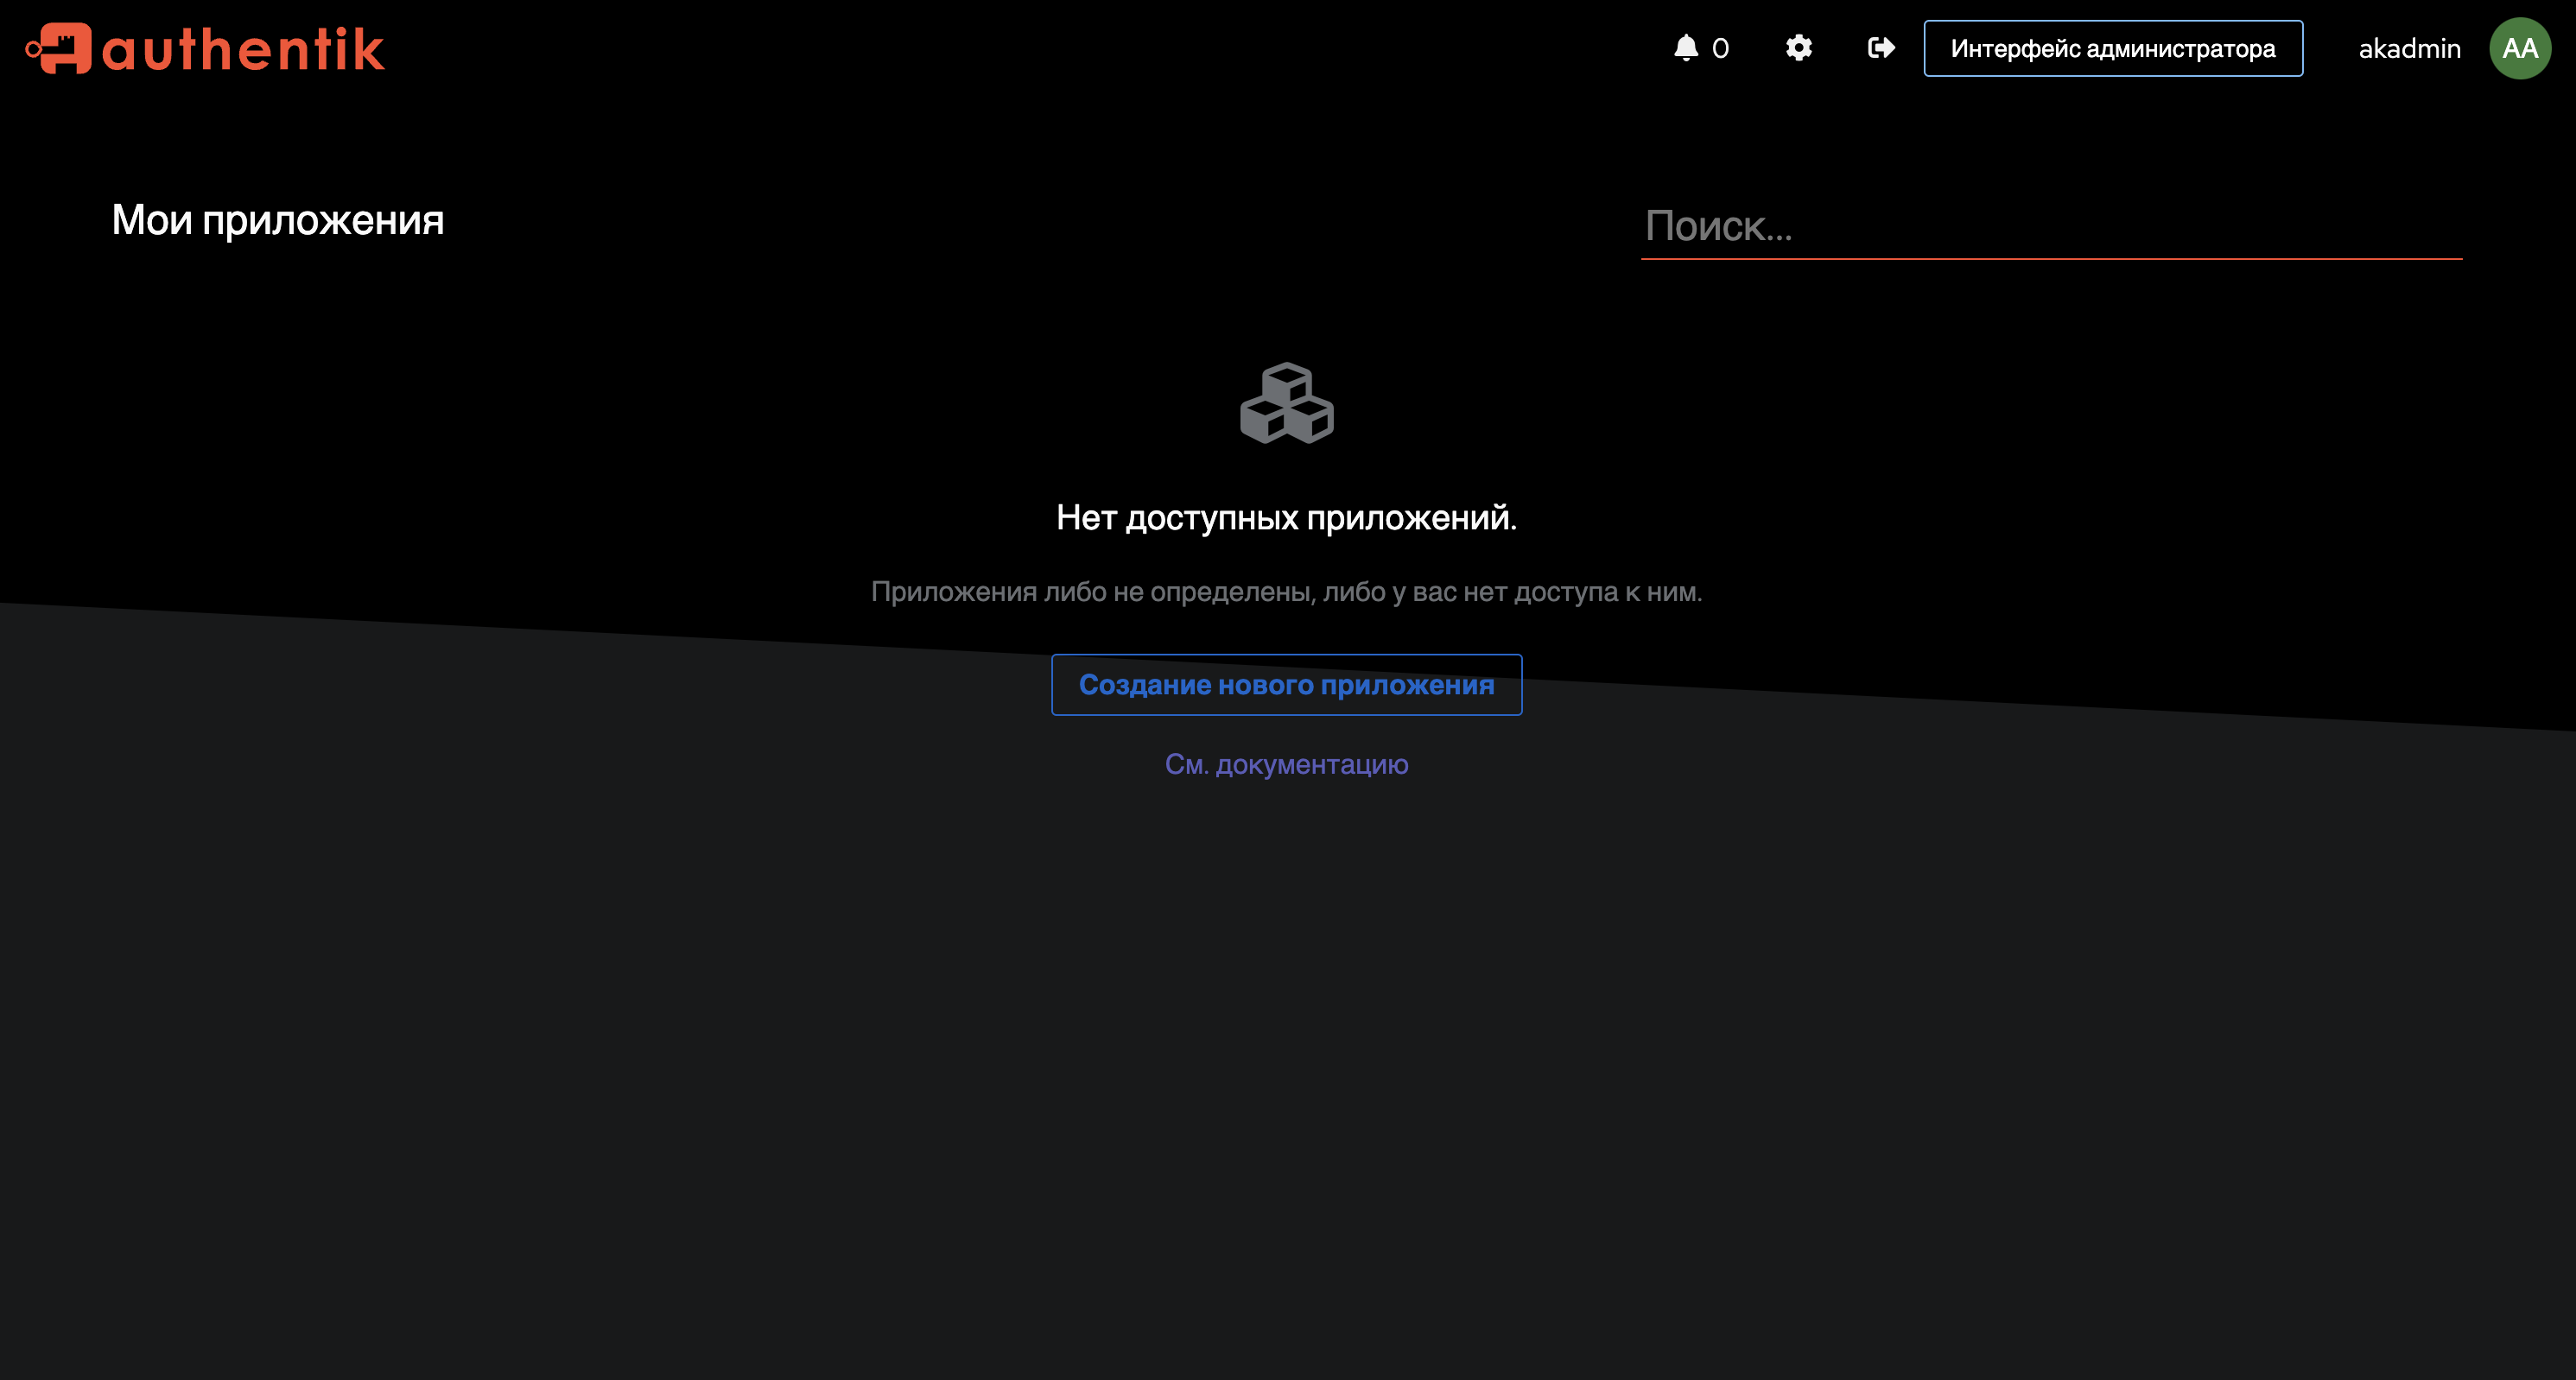 authentik
0
Интерфейс администратора
akadmin
AA
Мои приложения
Поиск...
Нет доступных приложений.
Приложения либо не определены, либо у вас нет доступа к ним.
Создание нового приложения
См. документацию